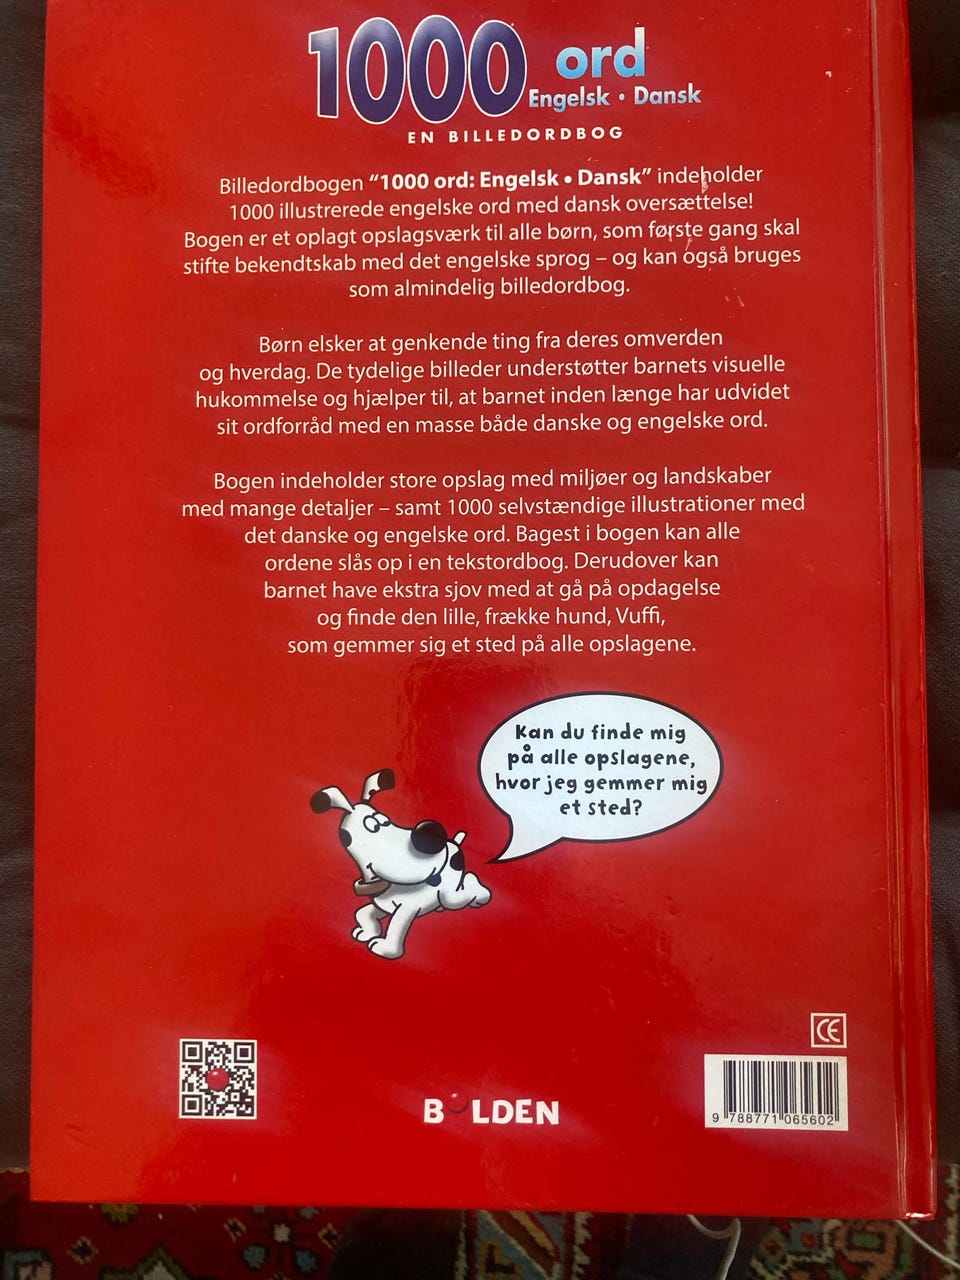 1000 ord
Engelsk • Dansk
EN BILLEDORDBOG
Billedordbogen “1000 ord: Engelsk • Dansk” indeholder
1000 illustrerede engelske ord med dansk oversættelse!
Bogen er et oplagt opslagsværk til alle børn, som første gang skal
stifte bekendtskab med det engelske sprog – og kan også bruges
som almindelig billedordbog.
Børn elsker at genkende ting fra deres omverden
og hverdag. De tydelige billeder understøtter barnets visuelle
hukommelse og hjælper til, at barnet inden længe har udvidet
sit ordforråd med en masse både danske og engelske ord.
Bogen indeholder store opslag med miljøer og landskaber
med mange detaljer – samt 1000 selvstændige illustrationer med
det danske og engelske ord. Bagest i bogen kan alle
ordene slås op i en tekstordbog. Derudover kan
barnet have ekstra sjov med at gå på opdagelse
og finde den lille, frække hund, Vuffi,
som gemmer sig et sted på alle opslagene.
Kan du finde mig
på alle opslagene,
hvor jeg gemmer mig
et sted?
CE
BOLDEN
9 788771 065602